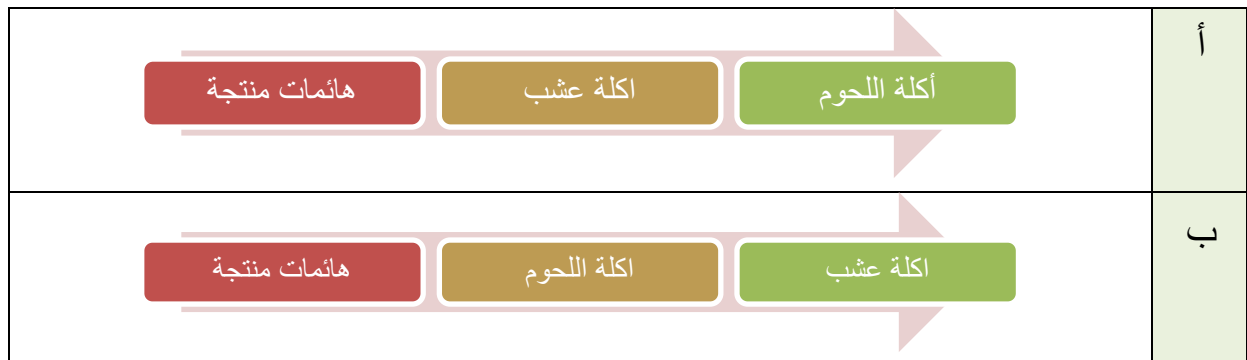 أ
هائمات منتجة
اكلة عشب
أكلة اللحوم
ب
هائمات منتجة
اكلة اللحوم
اكلة عشب